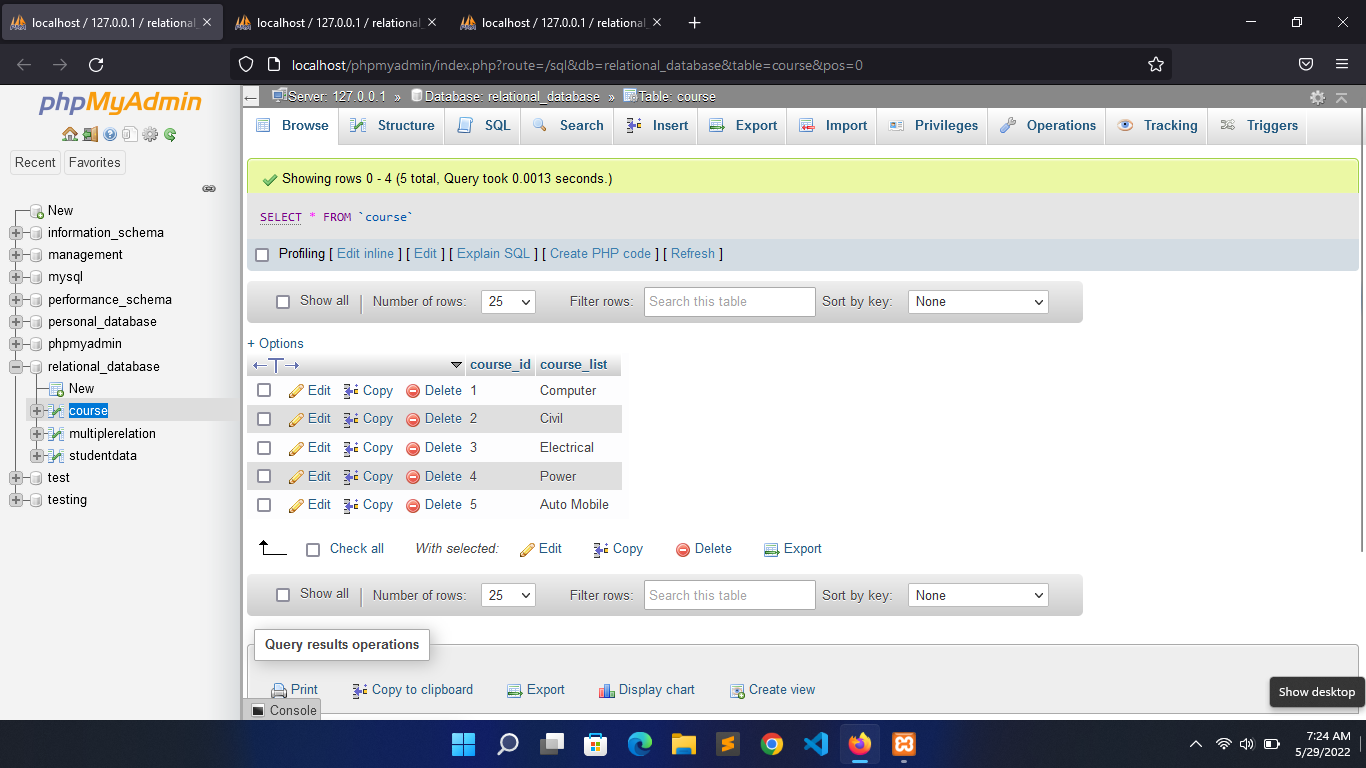 localhost / 127.0.0.1 / relational_ localhost / 127.0.0.1 / relational_ localhost / 127.0.0.1 / relational_
localhost/phpmyadmin/index.php?route=/sql&db=relational_database&table=course&pos=0
phpMyAdmin
Recent Favorites
New
information_schema
management
mysql
performance_schema
personal_database
phpmyadmin
relational_database
New
course
multiplerelation
studentdata
test
testing
Server: 127.0.0.1 » Database: relational_database » Table: course
Browse Structure SQL Search Insert Export Import Privileges Operations Tracking Triggers
Showing rows 0 - 4 (5 total, Query took 0.0013 seconds.)
SELECT * FROM `course`
Profiling [ Edit inline ] [ Edit ] [ Explain SQL ] [ Create PHP code ] [ Refresh ]
Show all Number of rows: 25 Filter rows: Search this table Sort by key: None
+ Options
course_id course_list
Edit Copy Delete 1 Computer
Edit Copy Delete 2 Civil
Edit Copy Delete 3 Electrical
Edit Copy Delete 4 Power
Edit Copy Delete 5 Auto Mobile
Check all With selected: Edit Copy Delete Export
Show all Number of rows: 25 Filter rows: Search this table Sort by key: None
Query results operations
Print Copy to clipboard Export Display chart Create view
Console
Show desktop
7:24 AM
5/29/2022